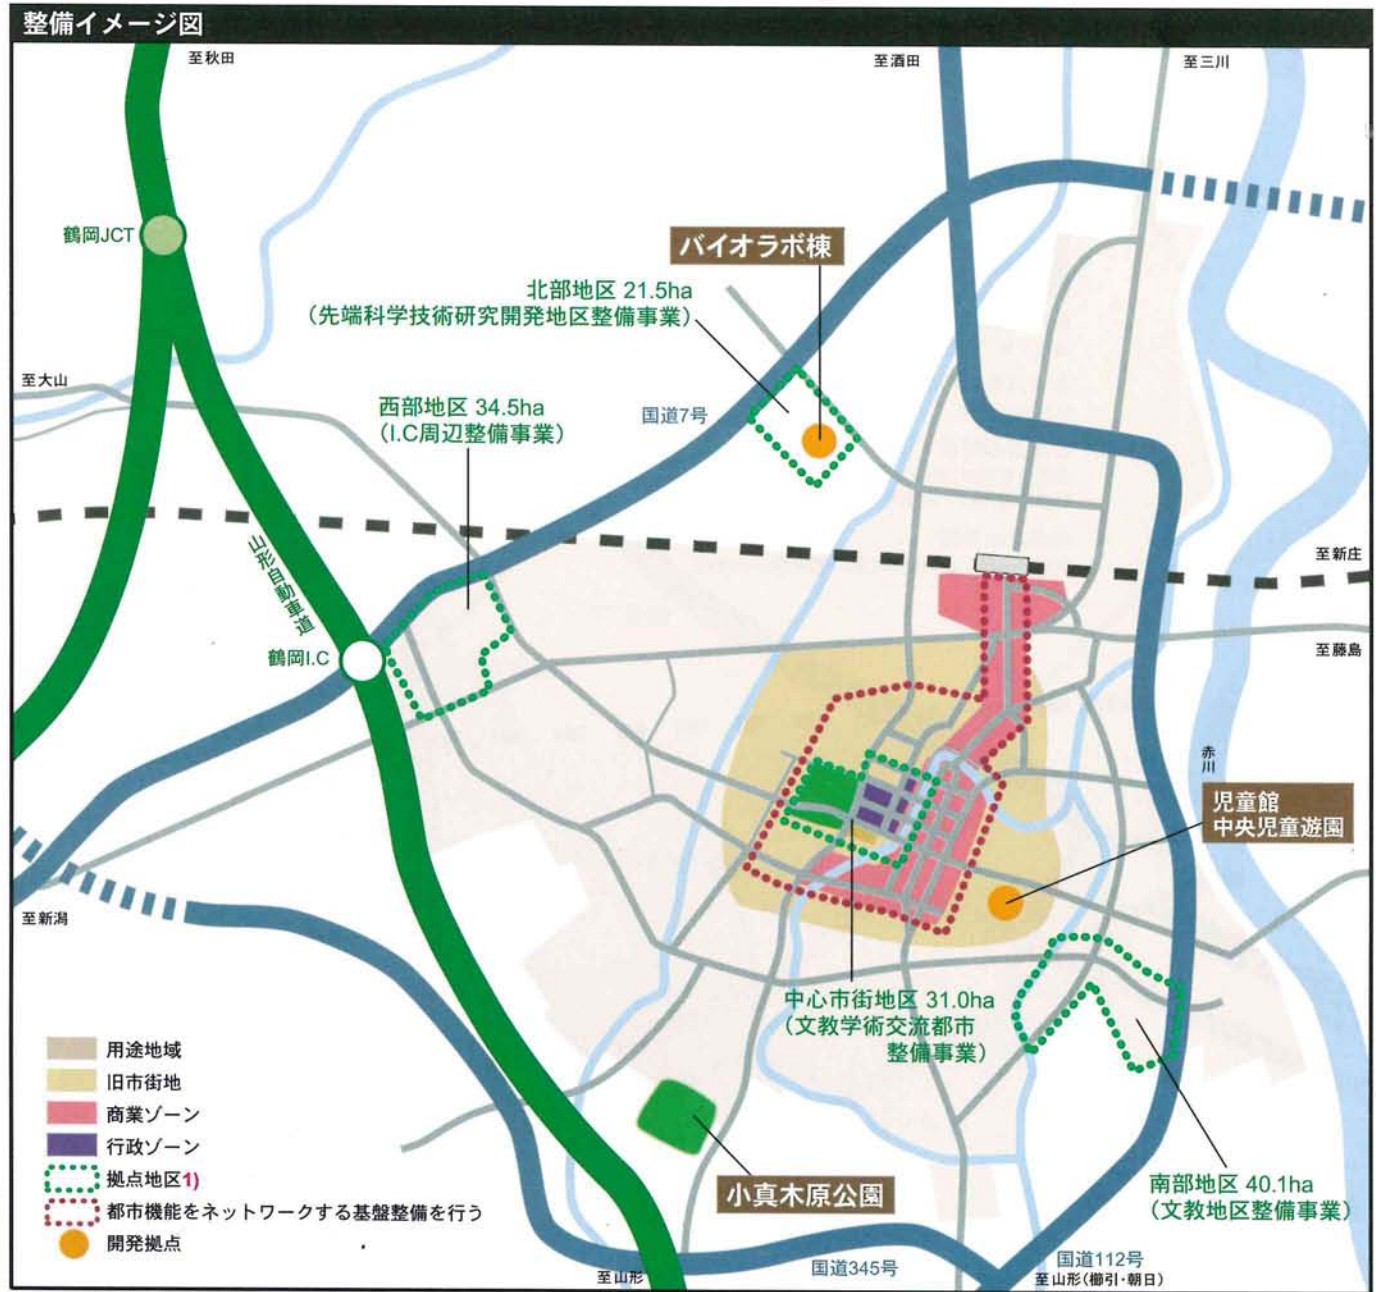 整備イメージ図
至秋田
至酒田
至三川
鶴岡JCT
バイオラボ棟
北部地区 21.5ha
（先端科学技術研究開発地区整備事業）
至大山
西部地区 34.5ha
（I.C周辺整備事業）
国道7号
山形自動車道
至新庄
鶴岡I.C
至藤島
赤川
児童館
中央児童遊園
至新潟
中心市街地区 31.0ha
（文教学術交流都市
整備事業）
用途地域
旧市街地
商業ゾーン
行政ゾーン
拠点地区1)
都市機能をネットワークする基盤整備を行う
開発拠点
小真木原公園
南部地区 40.1ha
（文教地区整備事業）
至山形
国道345号
国道112号
至山形(櫛引・朝日)